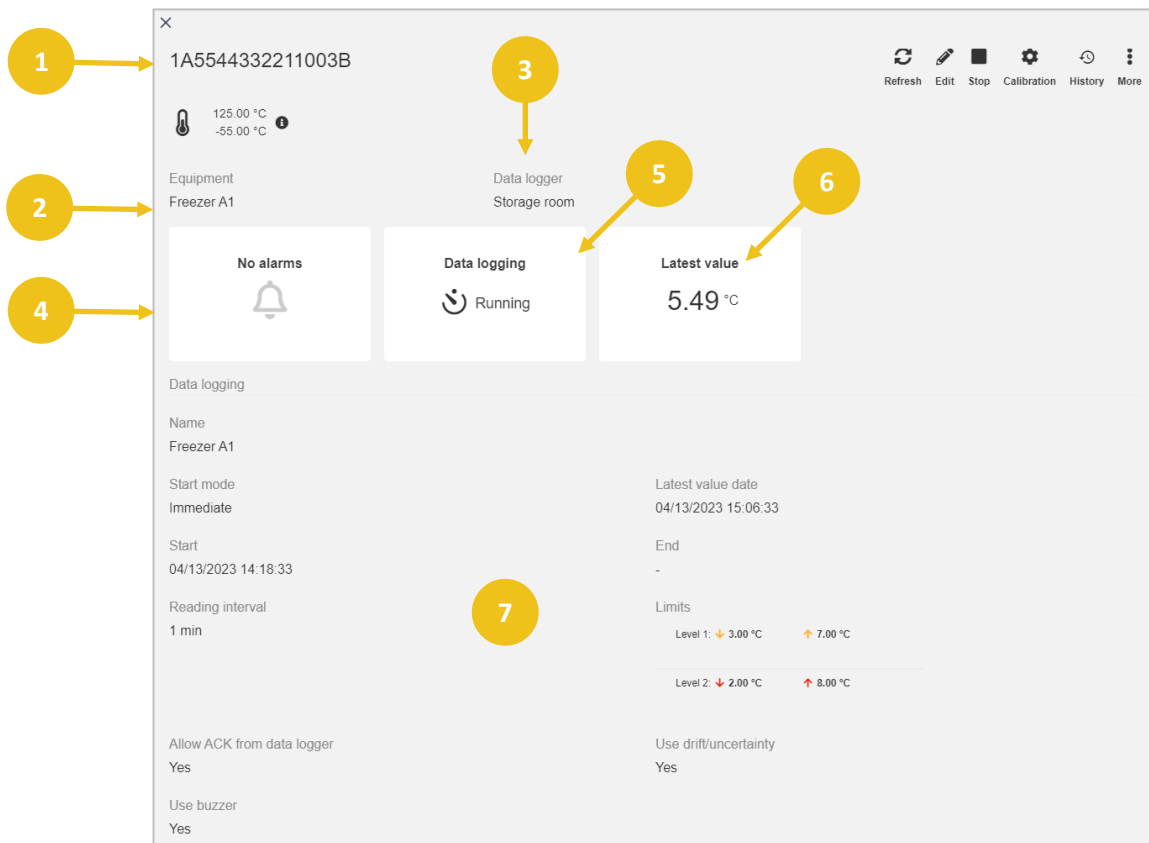 1
1A5544332211003B
3
Refresh Edit Stop Calibration History More
125.00 °C
-55.00 °C
Equipment
Data logger
5
6
2
Freezer A1
Storage room
4
No alarms
Data logging
Running
Latest value
5.49 °C
Data logging
Name
Freezer A1
Start mode
Immediate
Latest value date
04/13/2023 15:06:33
Start
04/13/2023 14:18:33
End
-
Reading interval
1 min
7
Limits
Level 1: ↓ 3.00 °C ↑ 7.00 °C
Level 2: ↓ 2.00 °C ↑ 8.00 °C
Allow ACK from data logger
Yes
Use drift/uncertainty
Yes
Use buzzer
Yes